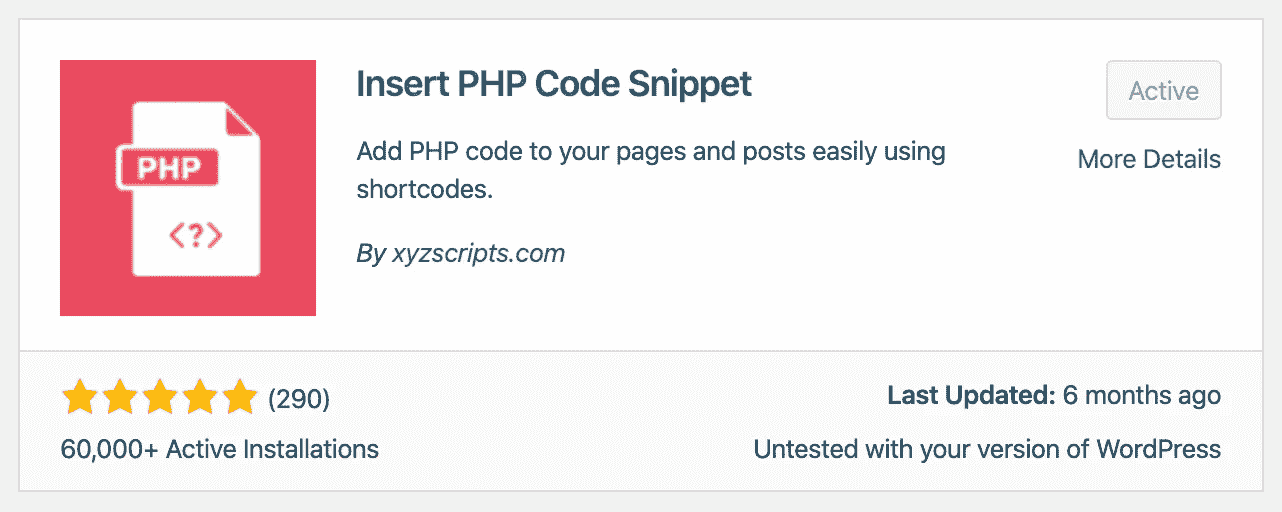 PHP
<?>
Insert PHP Code Snippet
Active
Add PHP code to your pages and posts easily using
shortcodes.
More Details
By xyzscripts.com
(290)
Last Updated: 6 months ago
60,000+ Active Installations
Untested with your version of WordPress